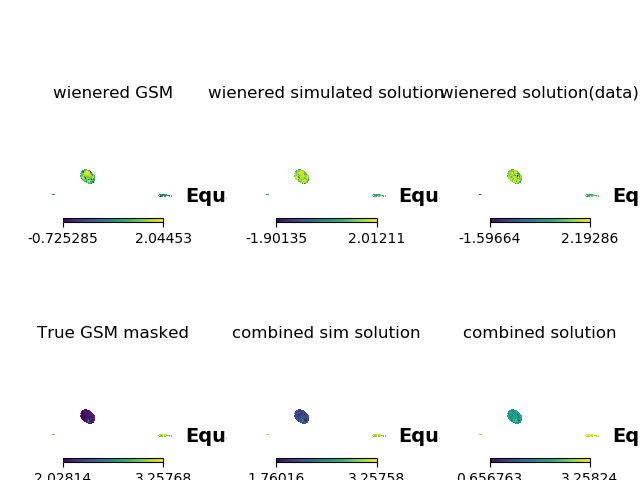 wienered GSM
wienered simulated solution
wienered solution(data)
Equ
Equ
Eq
-0.725285 2.04453
-1.90135 2.01211
-1.59664 2.19286
True GSM masked
combined sim solution
combined solution
Equ
Equ
Eq
2.02814 3.25768
1.76016 3.25758
0.656763 3.25824